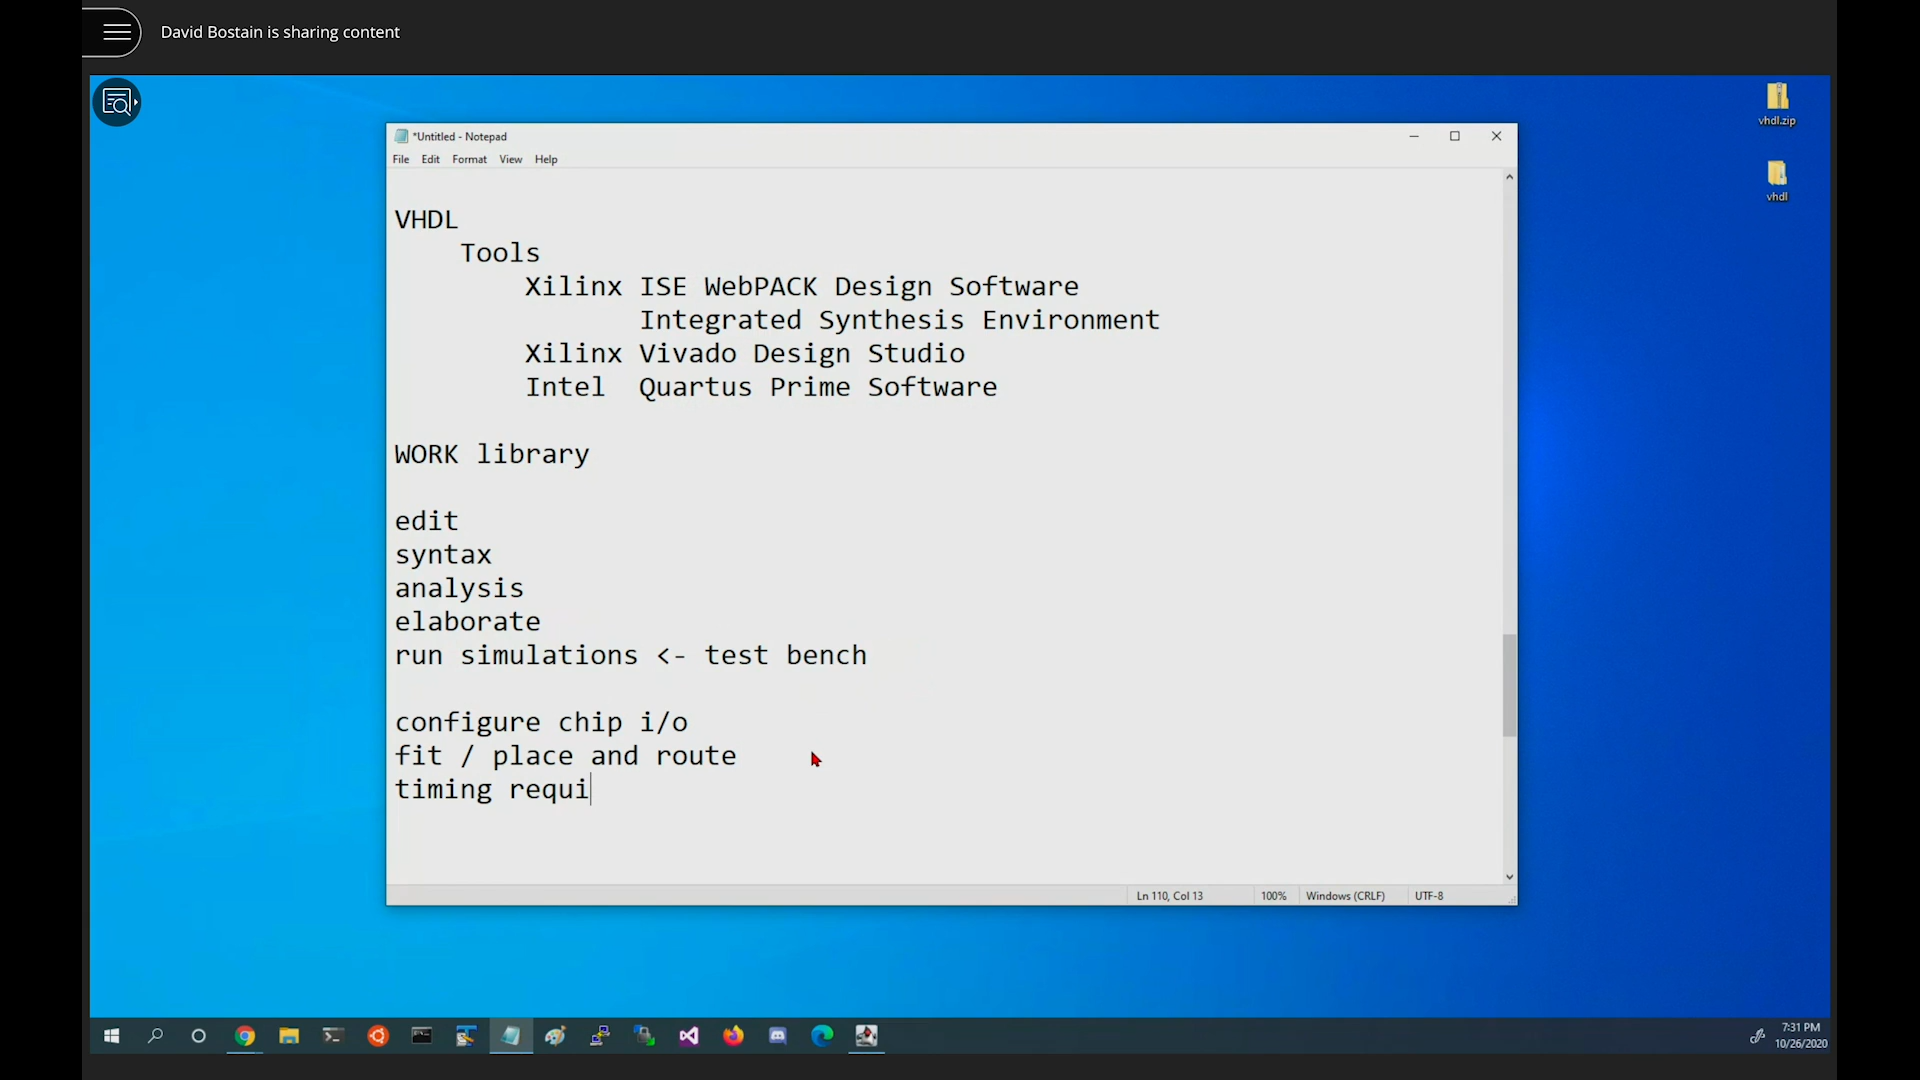 David Bostain is sharing content
vhdl.zip
vhdl
*Untitled - Notepad
File Edit Format View Help
VHDL
Tools
Xilinx ISE WebPACK Design Software
Integrated Synthesis Environment
Xilinx Vivado Design Studio
Intel Quartus Prime Software
WORK library
edit
syntax
analysis
elaborate
run simulations <- test bench
configure chip i/o
fit / place and route
timing requi
Ln 110, Col 13 100% Windows (CRLF) UTF-8
7:31 PM
10/26/2020